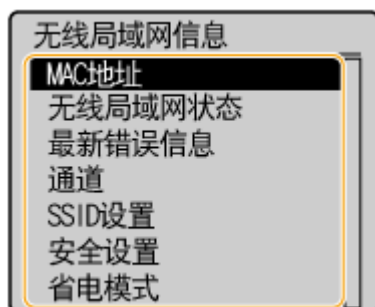 无线局域网信息
MAC地址
无线局域网状态
最新错误信息
通道
SSID设置
安全设置
省电模式